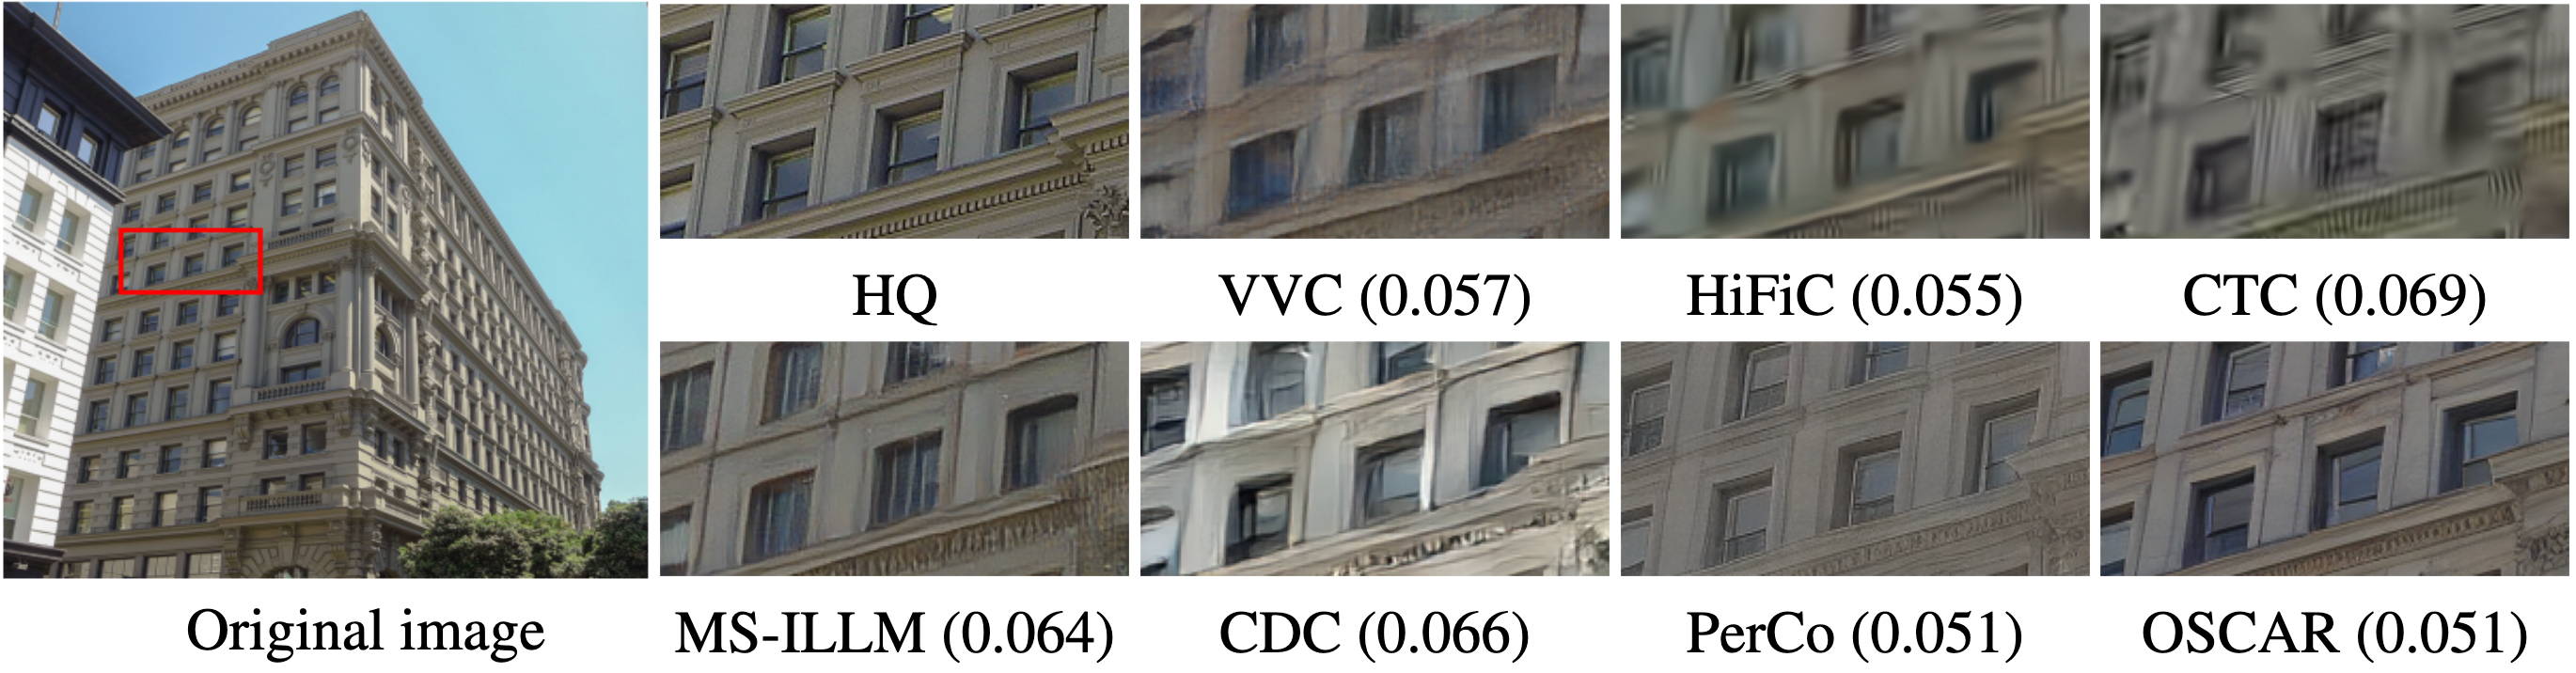 HQ
VVC (0.057)
HiFiC (0.055)
CTC (0.069)
Original image
MS-ILLM (0.064)
CDC (0.066)
PerCo (0.051)
OSCAR (0.051)